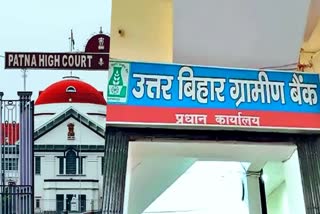 PATNA HIGH COURT
उत्तर बिहार ग्रामीण बैंक
प्रधान कार्यालय